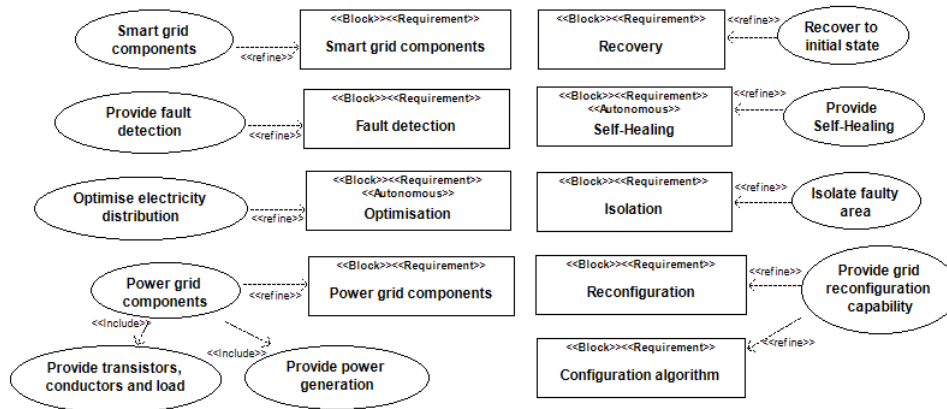 Smart grid
components
<<refine>>
<<Block>><<Requirement>>
Smart grid components
<<Block>><<Requirement>>
Recovery
<<refine>>
Recover to
initial state
Provide fault
detection
<<refine>>
<<Block>><<Requirement>>
Fault detection
<<Block>><<Requirement>>
<<Autonomous>>
Self-Healing
<<refine>>
Provide
Self-Healing
Optimise electricity
distribution
<<refine>>
<<Block>><<Requirement>>
<<Autonomous>>
Optimisation
<<Block>><<Requirement>>
Isolation
<<refine>>
Isolate faulty
area
Power grid
components
<<refine>>
<<Block>><<Requirement>>
Power grid components
<<Block>><<Requirement>>
Reconfiguration
<<refine>>
Provide grid
reconfiguration
capability
<<Include>>
<<Include>>
Provide transistors,
conductors and load
Provide power
generation
<<Block>><<Requirement>>
Configuration algorithm
<<refine>>